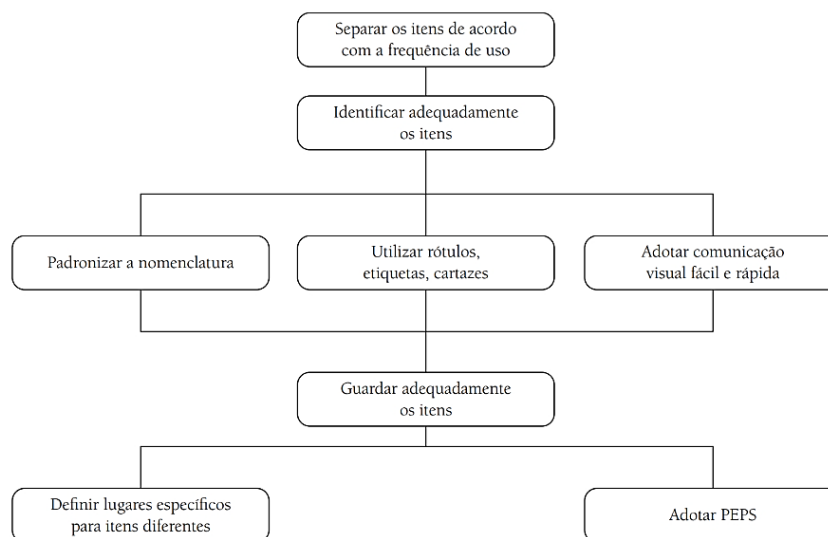 Separar os itens de acordo
com a frequência de uso
Identificar adequadamente
os itens
Padronizar a nomenclatura
Utilizar rótulos,
etiquetas, cartazes
Adotar comunicação
visual fácil e rápida
Guardar adequadamente
os itens
Definir lugares específicos
para itens diferentes
Adotar PEPS